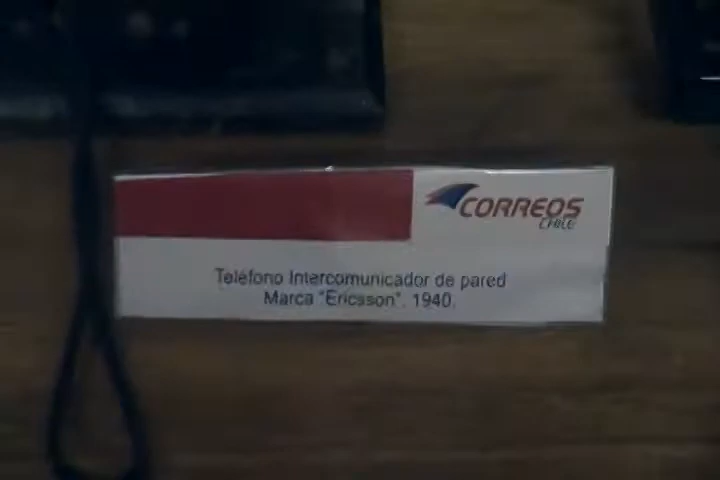 CORREOS
CHILE
Teléfono Intercomunicador de pared
Marca "Ericsson". 1940.